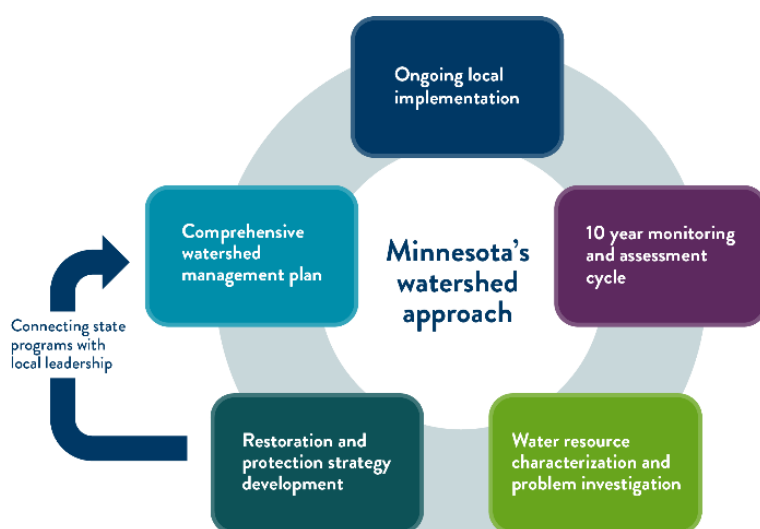 Ongoing local
implementation
Comprehensive
watershed
management plan
Minnesota's
watershed
approach
10 year monitoring
and assessment
cycle
Connecting state
programs with
local leadership
Restoration and
protection strategy
development
Water resource
characterization and
problem investigation